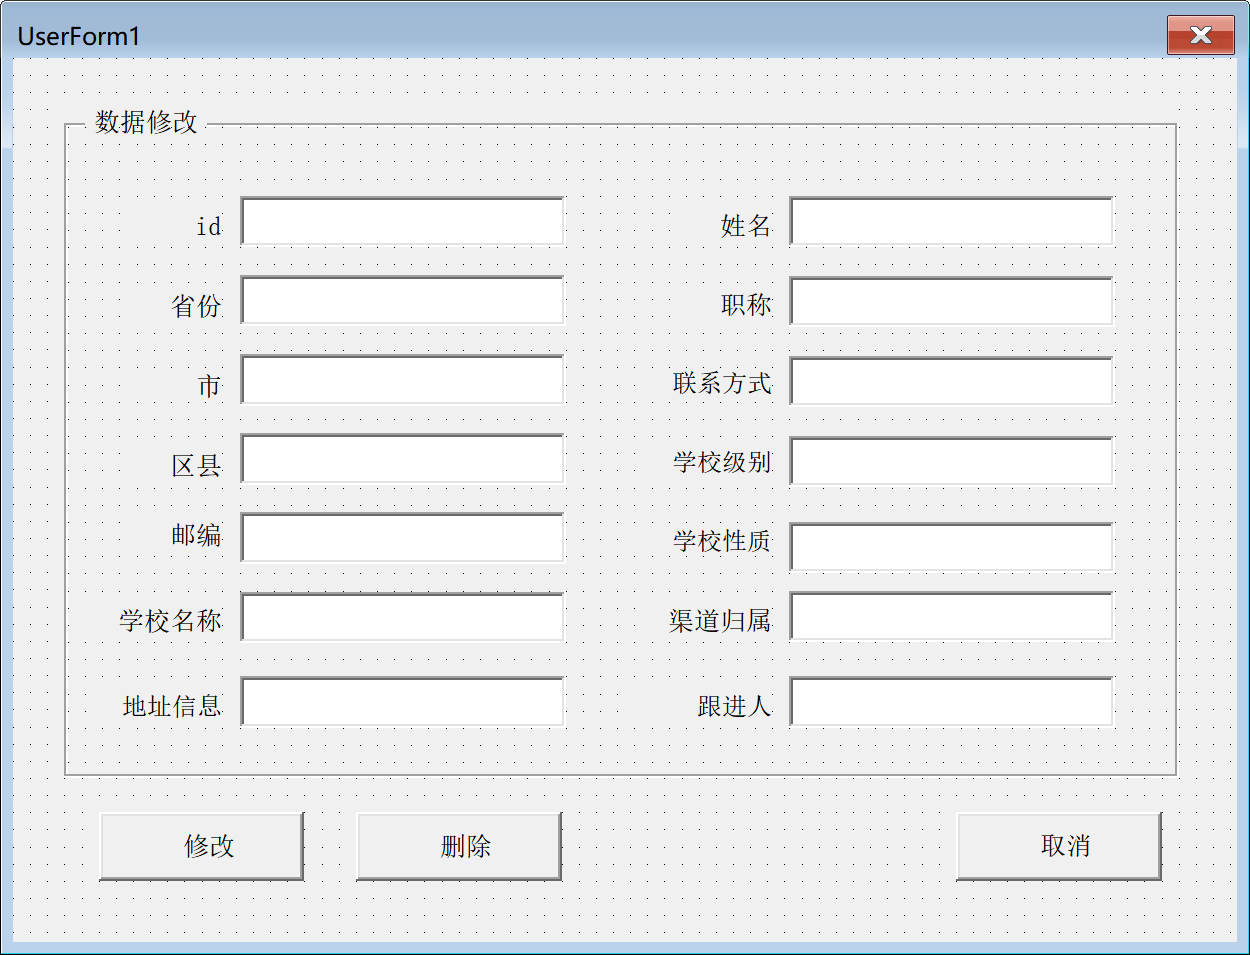 UserForm1
数据修改
id
姓名
省份
职称
市
联系方式
区县
学校级别
邮编
学校性质
学校名称
渠道归属
地址信息
跟进人
修改
删除
取消